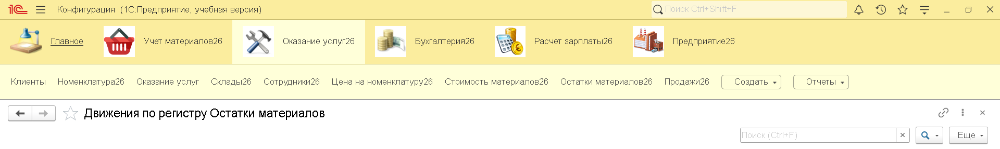 1С Конфигурация (1С:Предприятие, учебная версия) Поиск Ctrl+Shift+F
Главное Учет материалов26 Оказание услуг26 Бухгалтерия26 Расчет зарплаты26 Предприятие26
Клиенты Номенклатура26 Оказание услуг Склады26 Сотрудники26 Цена на номенклатуру26 Стоимость материалов26 Остатки материалов26 Продажи26 Создать Отчеты
Движения по регистру Остатки материалов
Поиск (Ctrl+F) Еще